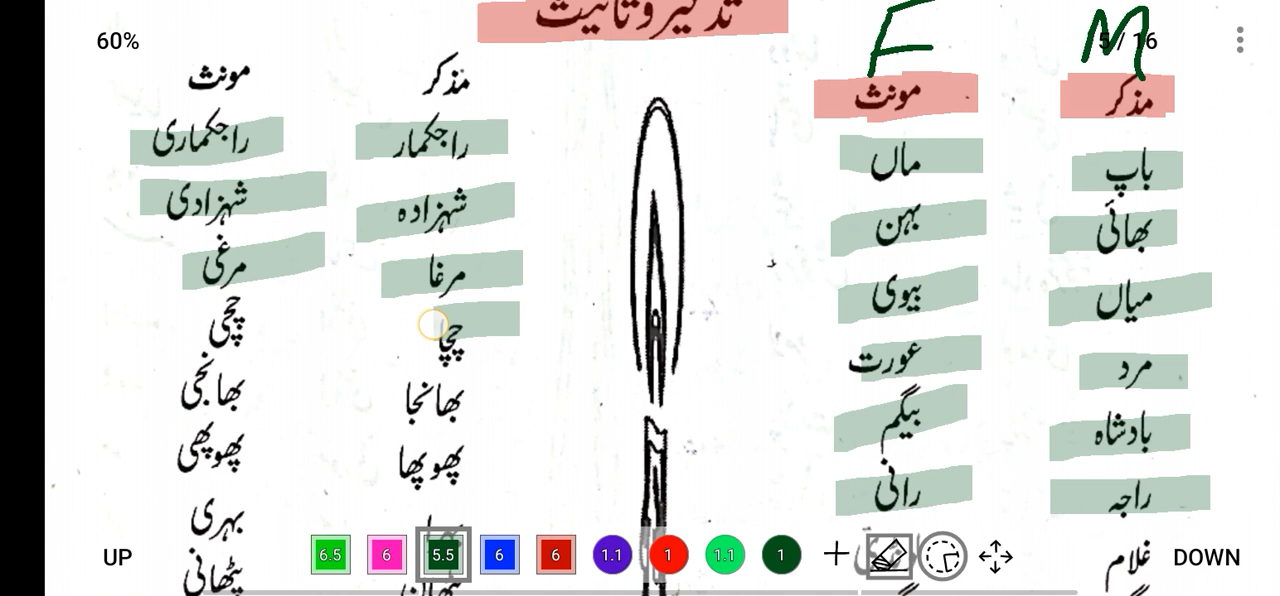 تذکیر و تانیث
60%
F M
5 / 16
مذکر مونث مذکر مونث
باپ ماں راجکمار راجکماری
بھائی بہن شہزادہ شہزادی
میاں بیوی مرغا مرغی
مرد عورت چچا چچی
بادشاہ بیگم بھانجا بھانجی
راجہ رانی پھوپھا پھوپھی
غلام بہری
پٹھانی
UP 6.5 6 5.5 6 6 1.1 1 1.1 1 DOWN